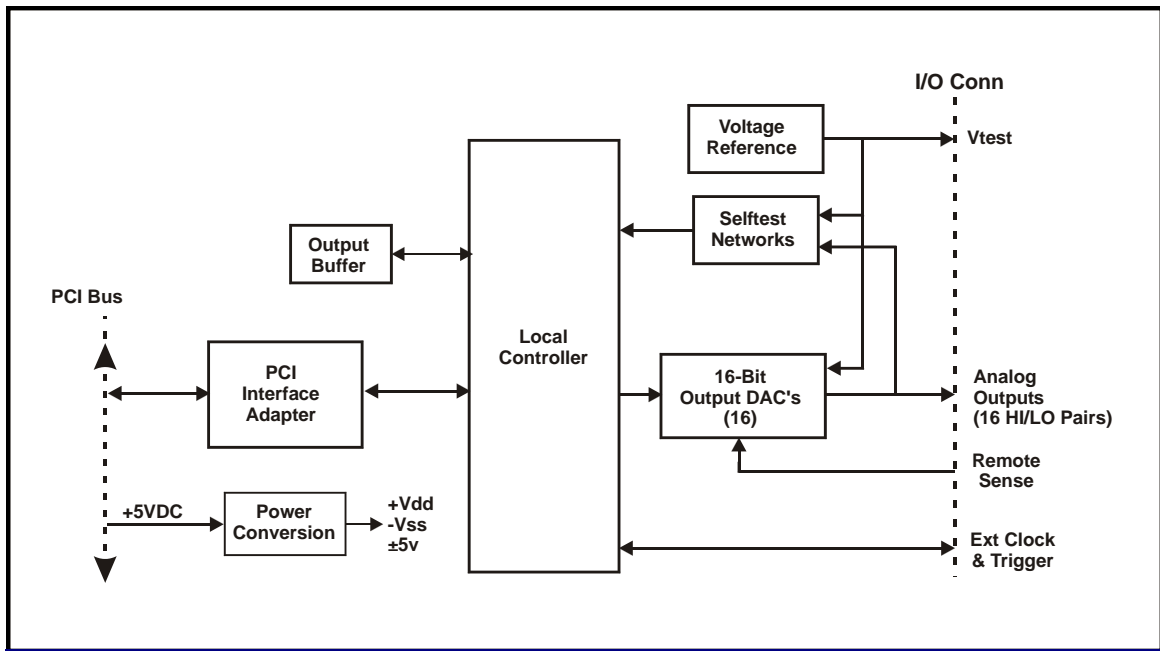 I/O Conn
Voltage
Reference
Vtest
Selftest
Networks
Output
Buffer
PCI Bus
Local
Controller
PCI
Interface
Adapter
16-Bit
Output DAC's
(16)
Analog
Outputs
(16 HI/LO Pairs)
Remote
Sense
+5VDC
Power
Conversion
+Vdd
-Vss
±5v
Ext Clock
& Trigger